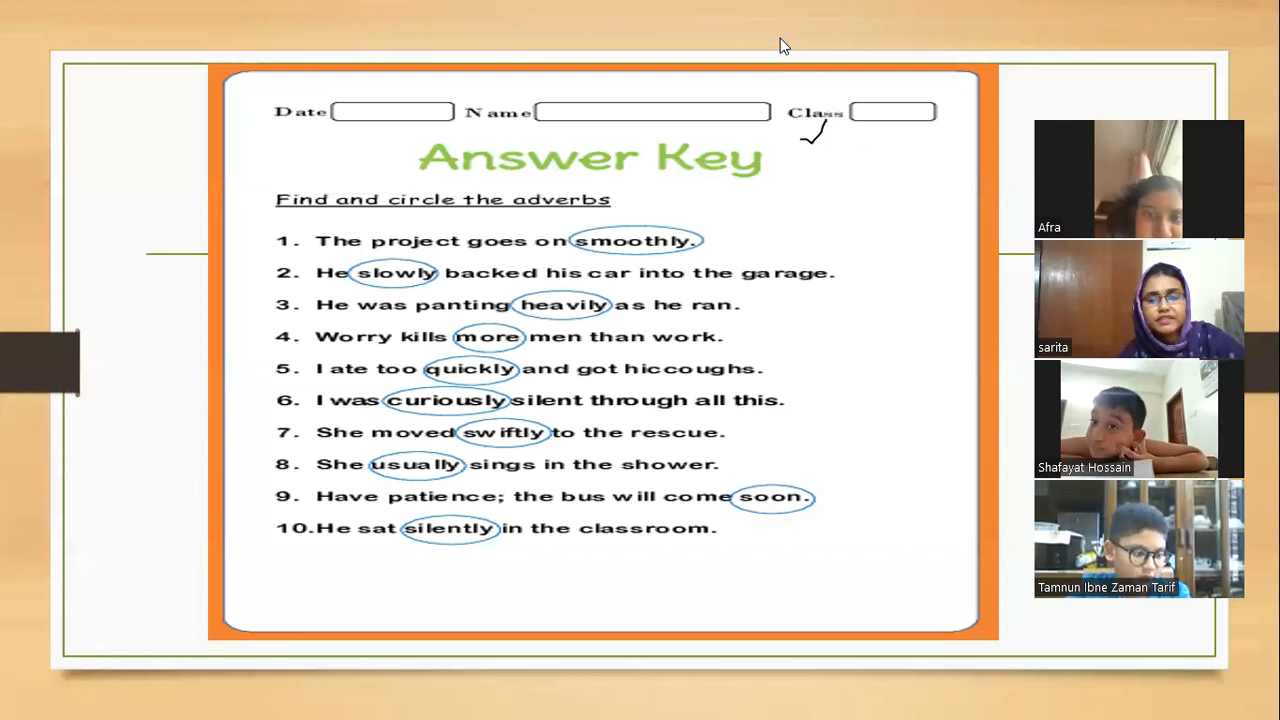 Date Name Class
Answer Key
Find and circle the adverbs
1. The project goes on smoothly.
2. He slowly backed his car into the garage.
3. He was panting heavily as he ran.
4. Worry kills more men than work.
5. I ate too quickly and got hiccoughs.
6. I was curiously silent through all this.
7. She moved swiftly to the rescue.
8. She usually sings in the shower.
9. Have patience; the bus will come soon.
10.He sat silently in the classroom.
Afra
sarita
Shafayat Hossain
Tamnun Ibne Zaman Tarif